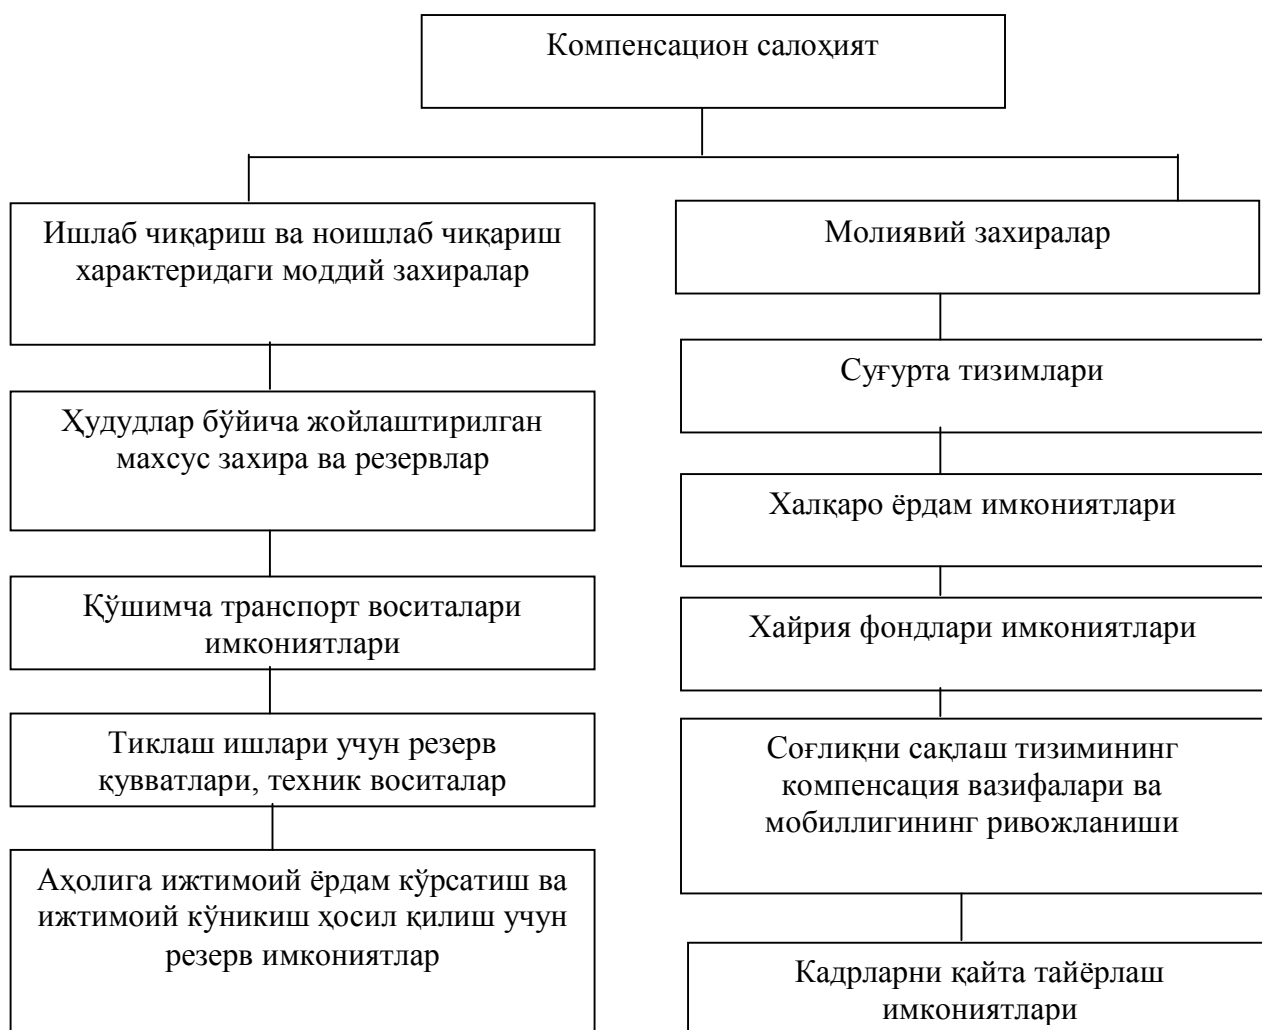 Компенсацион салоҳият
Ишлаб чиқариш ва ноишлаб чиқариш
характеридаги моддий захиралар
Ҳудудлар бўйича жойлаштирилган
махсус захира ва резервлар
Қўшимча транспорт воситалари
имкониятлари
Тиклаш ишлари учун резерв
қувватлари, техник воситалар
Аҳолига ижтимоий ёрдам кўрсатиш ва
ижтимоий кўникиш ҳосил қилиш учун
резерв имкониятлар
Молиявий захиралар
Суғурта тизимлари
Халқаро ёрдам имкониятлари
Хайрия фондлари имкониятлари
Соғлиқни сақлаш тизимининг
компенсация вазифалари ва
мобиллигининг ривожланиши
Кадрларни қайта тайёрлаш
имкониятлари